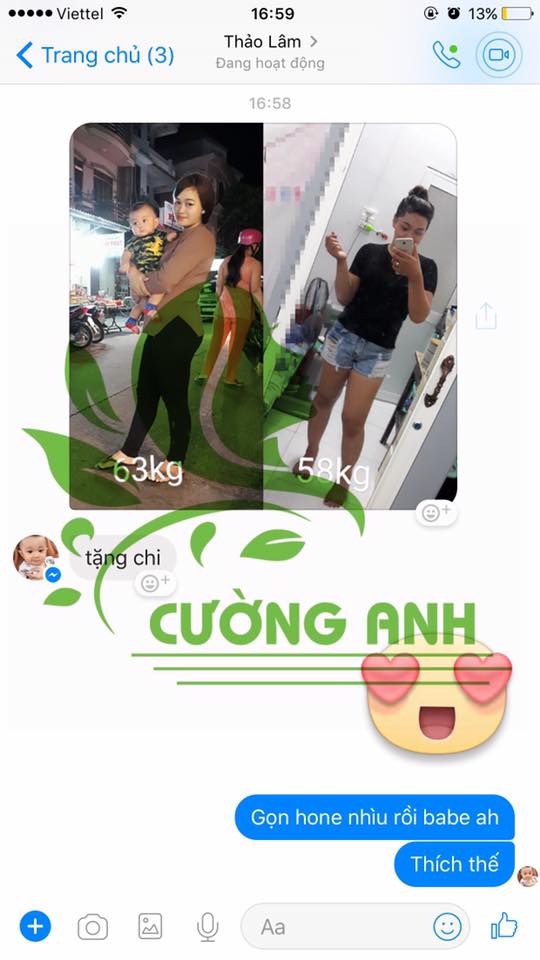 Viettel 16:59 13%
Trang chủ (3)
Thảo Lâm
Đang hoạt động
16:58
63kg
58kg
tặng chi
CƯỜNG ANH
Gọn hone nhìu rồi babe ah
Thích thế
Aa